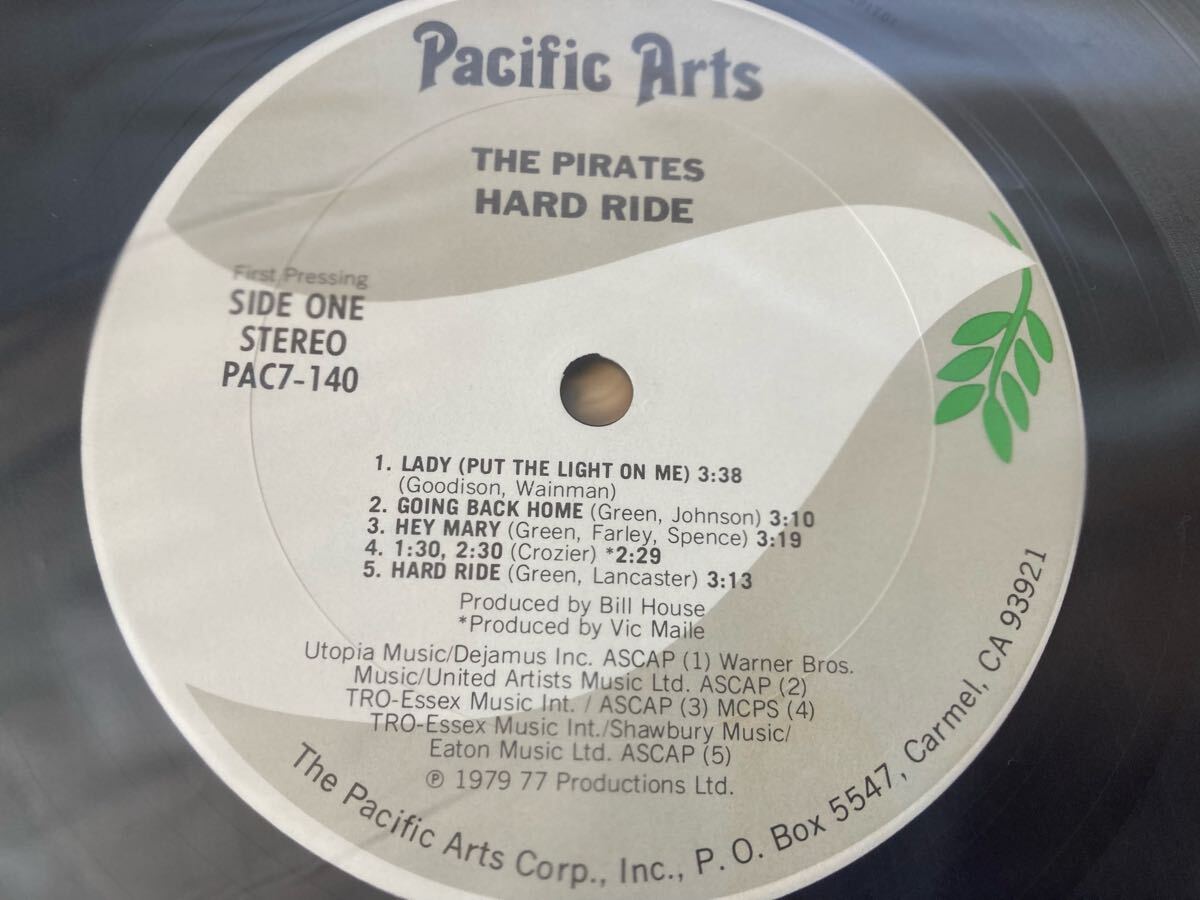 Pacific Arts
THE PIRATES
HARD RIDE
First Pressing
SIDE ONE
STEREO
PAC7-140
1. LADY (PUT THE LIGHT ON ME) 3:38
(Goodison, Wainman)
2. GOING BACK HOME (Green, Johnson) 3:10
3. HEY MARY (Green, Farley, Spence) 3:19
4. 1:30, 2:30 (Crozier) *2:29
5. HARD RIDE (Green, Lancaster) 3:13
Produced by Bill House
*Produced by Vic Maile
Utopia Music/Dejamus Inc. ASCAP (1) Warner Bros.
Music/United Artists Music Ltd. ASCAP (2)
TRO-Essex Music Int. / ASCAP (3) MCPS (4)
TRO-Essex Music Int./Shawbury Music/
Eaton Music Ltd. ASCAP (5)
℗ 1979 77 Productions Ltd.
The Pacific Arts Corp., Inc., P. O. Box 5547, Carmel, CA 93921